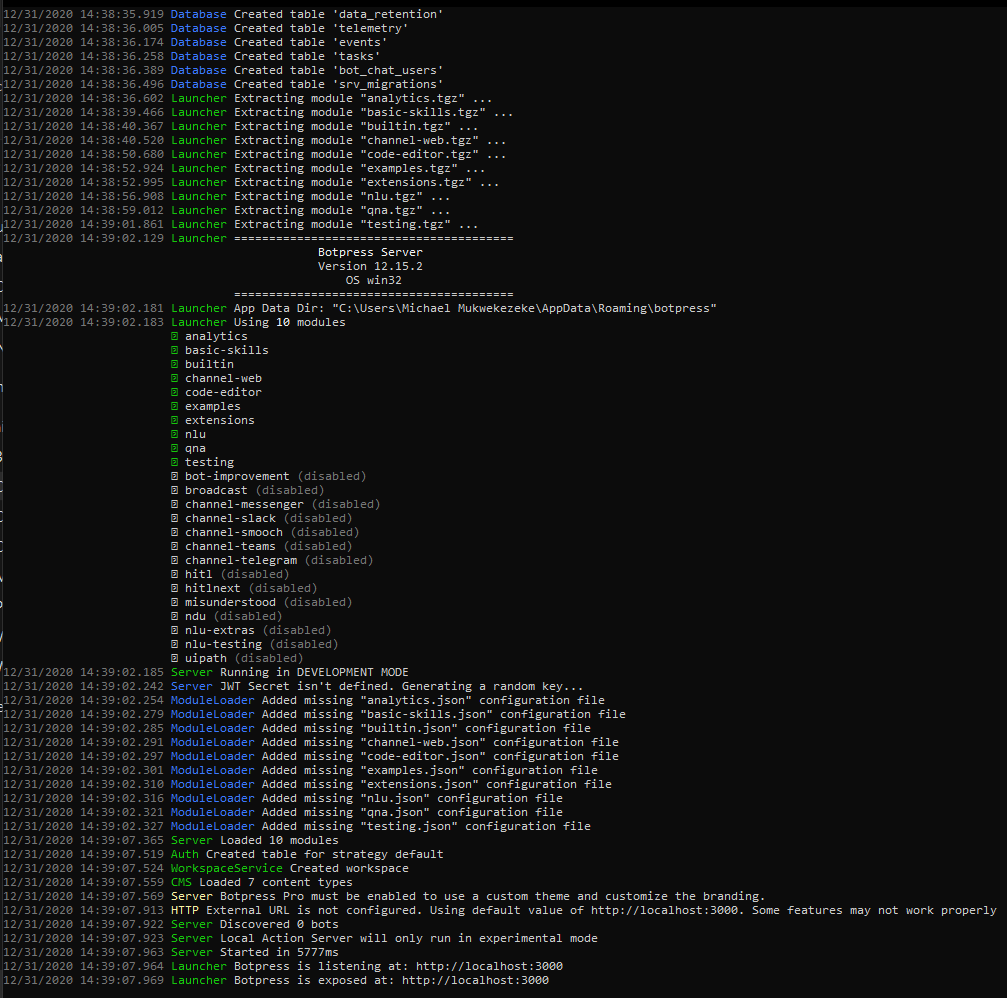 12/31/2020 14:38:35.919 Database Created table 'data_retention'
12/31/2020 14:38:36.005 Database Created table 'telemetry'
12/31/2020 14:38:36.174 Database Created table 'events'
12/31/2020 14:38:36.258 Database Created table 'tasks'
12/31/2020 14:38:36.389 Database Created table 'bot_chat_users'
12/31/2020 14:38:36.496 Database Created table 'srv_migrations'
12/31/2020 14:38:36.602 Launcher Extracting module "analytics.tgz" ...
12/31/2020 14:38:39.466 Launcher Extracting module "basic-skills.tgz" ...
12/31/2020 14:38:40.367 Launcher Extracting module "builtin.tgz" ...
12/31/2020 14:38:40.520 Launcher Extracting module "channel-web.tgz" ...
12/31/2020 14:38:50.680 Launcher Extracting module "code-editor.tgz" ...
12/31/2020 14:38:52.924 Launcher Extracting module "examples.tgz" ...
12/31/2020 14:38:52.995 Launcher Extracting module "extensions.tgz" ...
12/31/2020 14:38:56.908 Launcher Extracting module "nlu.tgz" ...
12/31/2020 14:38:59.012 Launcher Extracting module "qna.tgz" ...
12/31/2020 14:39:01.861 Launcher Extracting module "testing.tgz" ...
12/31/2020 14:39:02.129 Launcher ========================================
Botpress Server
Version 12.15.2
OS win32
========================================
12/31/2020 14:39:02.181 Launcher App Data Dir: "C:\Users\Michael Mukwekezeke\AppData\Roaming\botpress"
12/31/2020 14:39:02.183 Launcher Using 10 modules
analytics
basic-skills
builtin
channel-web
code-editor
examples
extensions
nlu
qna
testing
bot-improvement (disabled)
broadcast (disabled)
channel-messenger (disabled)
channel-slack (disabled)
channel-smooch (disabled)
channel-teams (disabled)
channel-telegram (disabled)
hitl (disabled)
hitlnext (disabled)
misunderstood (disabled)
ndu (disabled)
nlu-extras (disabled)
nlu-testing (disabled)
uipath (disabled)
12/31/2020 14:39:02.185 Server Running in DEVELOPMENT MODE
12/31/2020 14:39:02.242 Server JWT Secret isn't defined. Generating a random key...
12/31/2020 14:39:02.254 ModuleLoader Added missing "analytics.json" configuration file
12/31/2020 14:39:02.279 ModuleLoader Added missing "basic-skills.json" configuration file
12/31/2020 14:39:02.285 ModuleLoader Added missing "builtin.json" configuration file
12/31/2020 14:39:02.291 ModuleLoader Added missing "channel-web.json" configuration file
12/31/2020 14:39:02.297 ModuleLoader Added missing "code-editor.json" configuration file
12/31/2020 14:39:02.301 ModuleLoader Added missing "examples.json" configuration file
12/31/2020 14:39:02.310 ModuleLoader Added missing "extensions.json" configuration file
12/31/2020 14:39:02.316 ModuleLoader Added missing "nlu.json" configuration file
12/31/2020 14:39:02.321 ModuleLoader Added missing "qna.json" configuration file
12/31/2020 14:39:02.327 ModuleLoader Added missing "testing.json" configuration file
12/31/2020 14:39:07.365 Server Loaded 10 modules
12/31/2020 14:39:07.519 Auth Created table for strategy default
12/31/2020 14:39:07.524 WorkspaceService Created workspace
12/31/2020 14:39:07.559 CMS Loaded 7 content types
12/31/2020 14:39:07.569 Server Botpress Pro must be enabled to use a custom theme and customize the branding.
12/31/2020 14:39:07.913 HTTP External URL is not configured. Using default value of http://localhost:3000. Some features may not work properly
12/31/2020 14:39:07.922 Server Discovered 0 bots
12/31/2020 14:39:07.923 Server Local Action Server will only run in experimental mode
12/31/2020 14:39:07.963 Server Started in 5777ms
12/31/2020 14:39:07.964 Launcher Botpress is listening at: http://localhost:3000
12/31/2020 14:39:07.969 Launcher Botpress is exposed at: http://localhost:3000